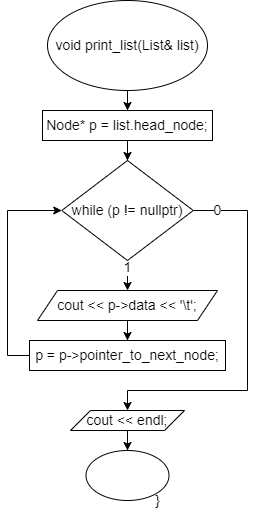 void print_list(List& list)
Node* p = list.head_node;
while (p != nullptr)
0
1
cout << p->data << '\t';
p = p->pointer_to_next_node;
cout << endl;
}